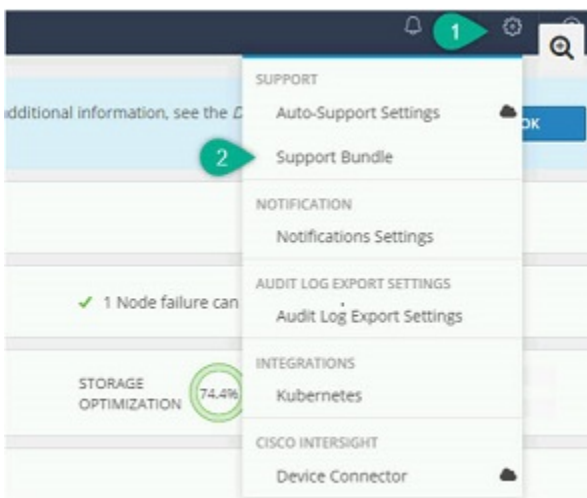 1
SUPPORT
additional information, see the D
Auto-Support Settings
OK
2
Support Bundle
NOTIFICATION
Notifications Settings
AUDIT LOG EXPORT SETTINGS
✓ 1 Node failure can
Audit Log Export Settings
INTEGRATIONS
STORAGE
OPTIMIZATION
74.4%
Kubernetes
CISCO INTERSIGHT
Device Connector